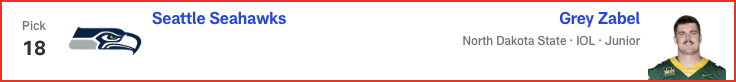 Pick
18
Seattle Seahawks
Grey Zabel
North Dakota State · IOL · Junior